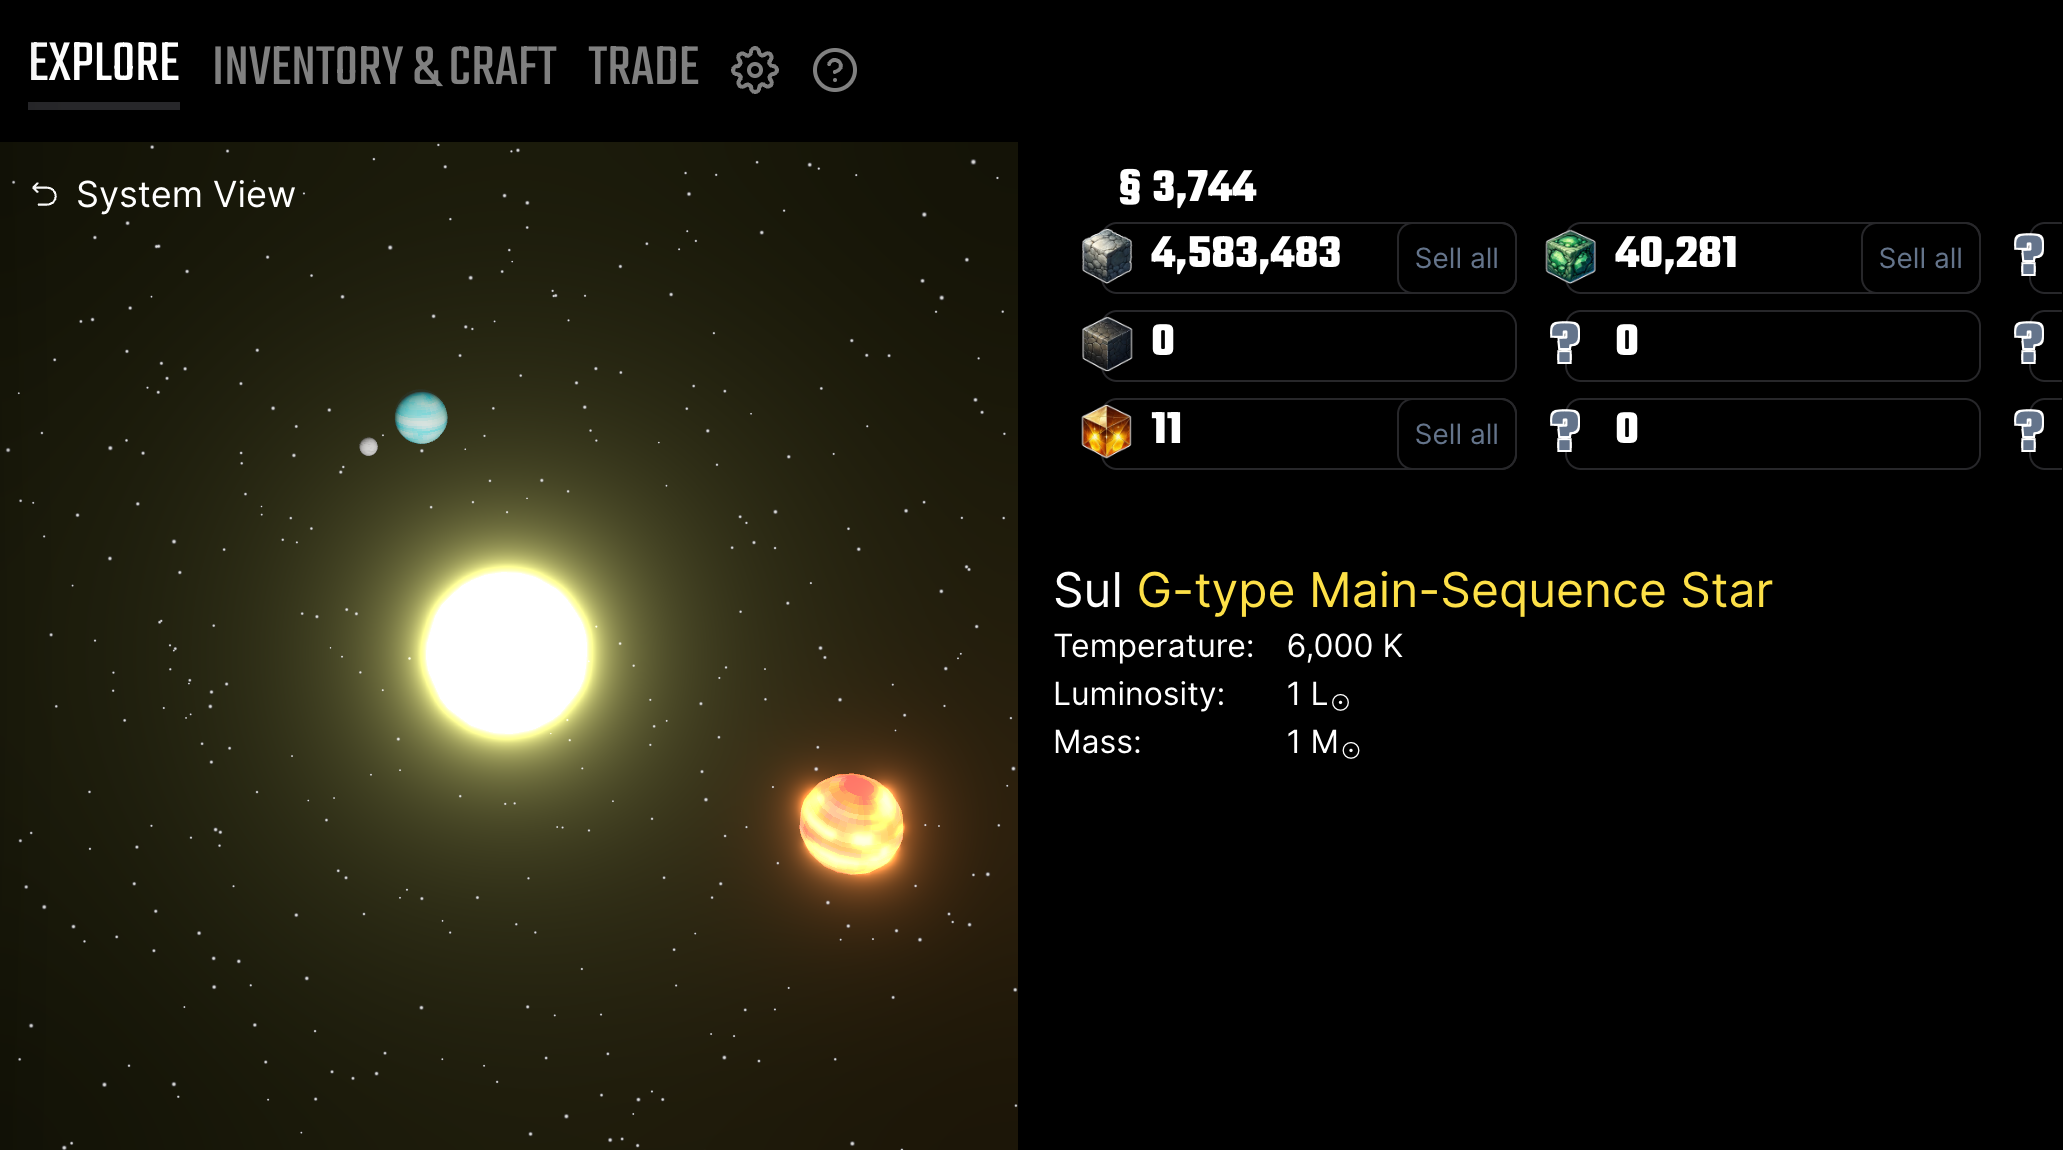 EXPLORE INVENTORY & CRAFT TRADE ?
System View
§ 3,744
4,583,483 Sell all 40,281 Sell all ?
0 ? 0 ?
11 Sell all ? 0 ?
Sul G-type Main-Sequence Star
Temperature: 6,000 K
Luminosity: 1 L☉
Mass: 1 M☉